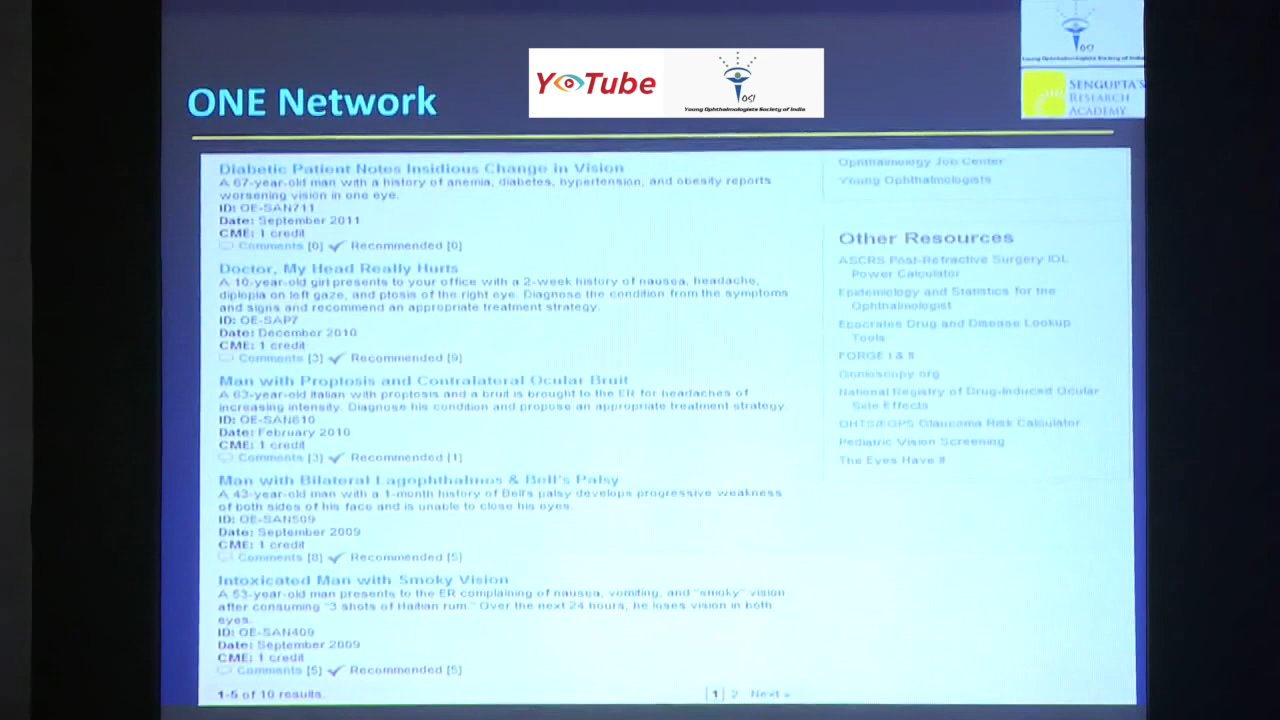 ONE Network
YOTube
YOSI
Young Ophthalmologists Society of India
YOSI
Young Ophthalmologists Society of India
SENGUPTA'S
RESEARCH
ACADEMY
Diabetic Patient Notes Insidious Change in Vision
A 67-year-old man with a history of anemia, diabetes, hypertension, and obesity reports
worsening vision in one eye.
ID: OE-SAN711
Date: September 2011
CME: 1 credit
Comments [0] Recommended [0]
Doctor, My Head Really Hurts
A 10-year-old girl presents to your office with a 2-week history of nausea, headache,
diplopia on left gaze, and ptosis of the right eye. Diagnose the condition from the symptoms
and signs and recommend an appropriate treatment strategy.
ID: OE-SAP7
Date: December 2010
CME: 1 credit
Comments [3] Recommended [9]
Man with Proptosis and Contralateral Ocular Bruit
A 63-year-old Italian with proptosis and a bruit is brought to the ER for headaches of
increasing intensity. Diagnose his condition and propose an appropriate treatment strategy.
ID: OE-SAN610
Date: February 2010
CME: 1 credit
Comments [3] Recommended [1]
Man with Bilateral Lagophthalmos & Bell's Palsy
A 43-year-old man with a 1-month history of Bell's palsy develops progressive weakness
of both sides of his face and is unable to close his eyes.
ID: OE-SAN509
Date: September 2009
CME: 1 credit
Comments [8] Recommended [5]
Intoxicated Man with Smoky Vision
A 53-year-old man presents to the ER complaining of nausea, vomiting, and "smoky" vision
after consuming "3 shots of Haitian rum." Over the next 24 hours, he loses vision in both
eyes.
ID: OE-SAN409
Date: September 2009
CME: 1 credit
Comments [5] Recommended [5]
1-5 of 10 results.
1 2 Next »
Ophthalmology Job Center
Young Ophthalmologists
Other Resources
ASCRS Post-Refractive Surgery IOL
Power Calculator
Epidemiology and Statistics for the
Ophthalmologist
Epocrates Drug and Disease Lookup
Tools
FORGE I & II
Gonioscopy.org
National Registry of Drug-Induced Ocular
Side Effects
OHTS/EGPS Glaucoma Risk Calculator
Pediatric Vision Screening
The Eyes Have It